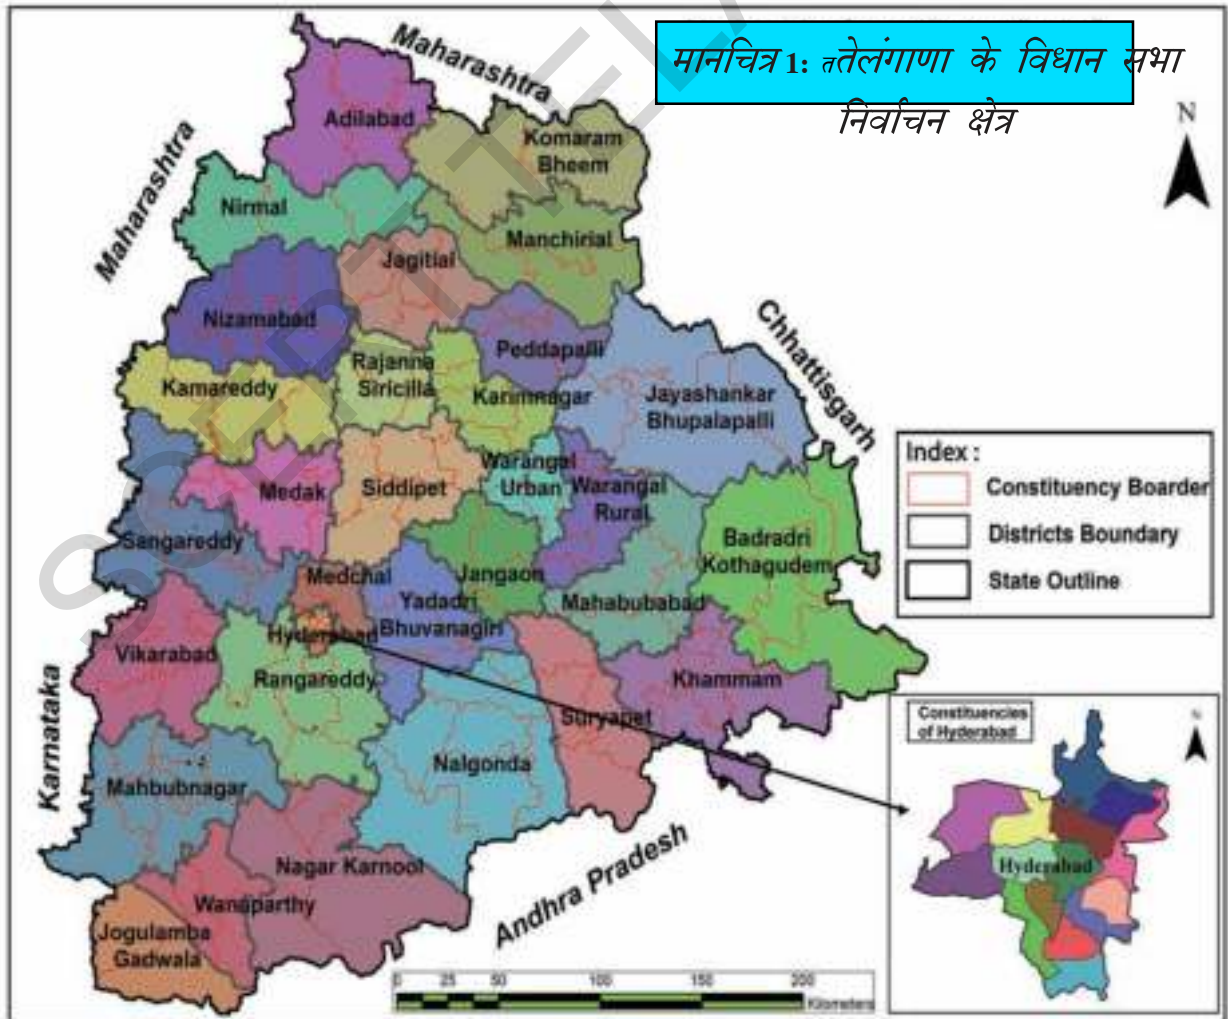 मानचित्र 1: ततेलंगाणा के विधान सभा
निर्वाचन क्षेत्र
N
Maharashtra
Maharashtra
Adilabad
Komaram
Bheem
Nirmal
Manchirial
Jagitial
Nizamabad
Peddapalli
Chhattisgarh
Rajanna
Siricilla
Kamareddy
Karimnagar
Jayashankar
Bhupalapalli
Warangal
Urban
Warangal
Rural
Medak
Siddipet
Sangareddy
Badradri
Kothagudem
Medchal
Jangaon
Yadadri
Bhuvanagiri
Mahabubabad
Hyderabad
Vikarabad
Rangareddy
Khammam
Suryapet
Karnataka
Nalgonda
Mahbubnagar
Nagar Karnool
Wanaparthy
Jogulamba
Gadwala
Andhra Pradesh
Index :
Constituency Boarder
Districts Boundary
State Outline
Constituencies
of Hyderabad
N
Hyderabad
0 25 50 100 150 200
Kilometers
SCERT TELA